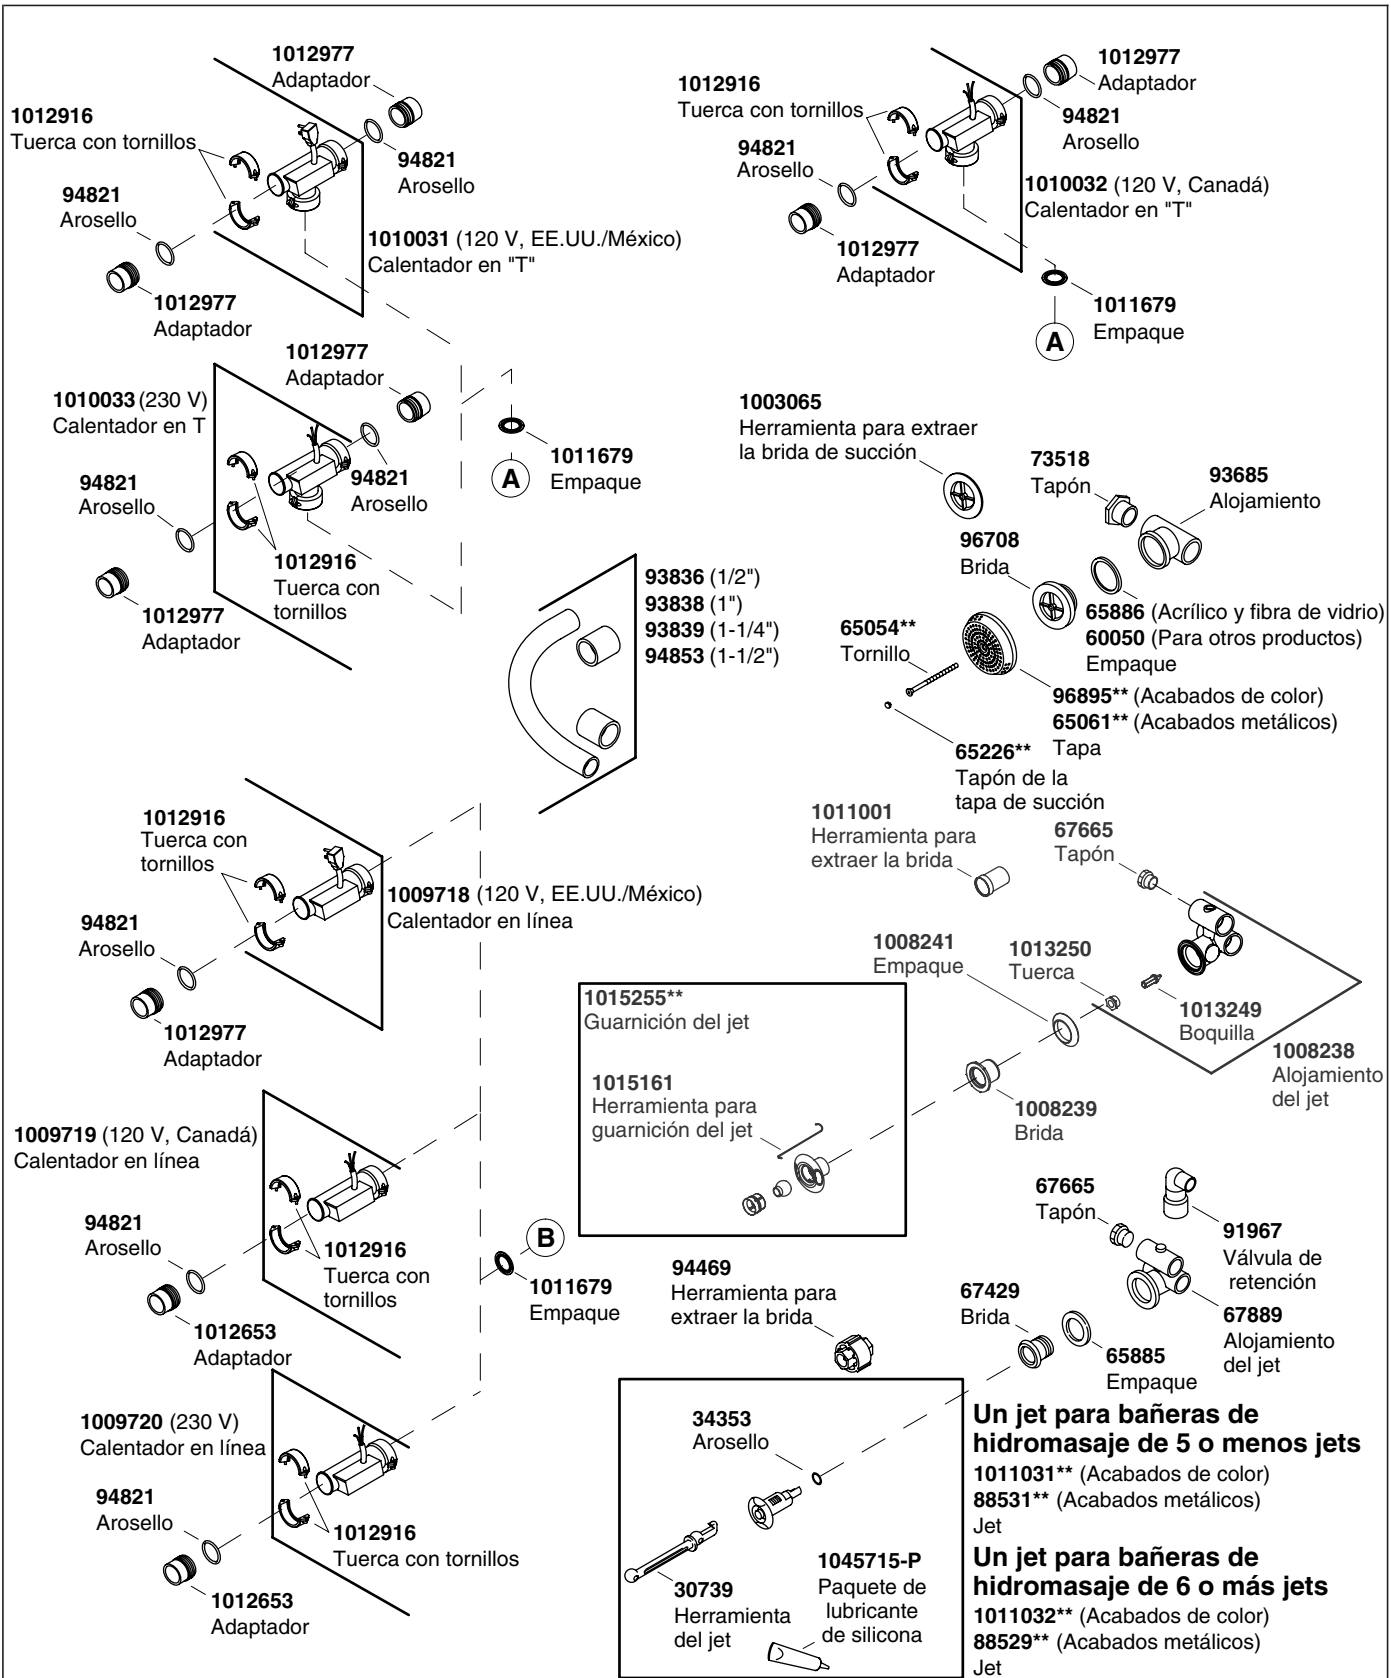 1012977
Adaptador
1012916
Tuerca con tornillos
94821
Arosello
94821
Arosello
1010031 (120 V, EE.UU./México)
Calentador en "T"
1012977
Adaptador
1012977
Adaptador
1012916
Tuerca con tornillos
94821
Arosello
94821
Arosello
1010032 (120 V, Canadá)
Calentador en "T"
1012977
Adaptador
1011679
Empaque
A
1012977
Adaptador
1010033 (230 V)
Calentador en T
94821
Arosello
94821
Arosello
1011679
Empaque
A
1012916
Tuerca con
tornillos
1012977
Adaptador
93836 (1/2")
93838 (1")
93839 (1-1/4")
94853 (1-1/2")
1003065
Herramienta para extraer
la brida de succión
73518
Tapón
93685
Alojamiento
96708
Brida
65886 (Acrílico y fibra de vidrio)
60050 (Para otros productos)
Empaque
65054**
Tornillo
96895** (Acabados de color)
65061** (Acabados metálicos)
Tapa
65226**
Tapón de la
tapa de succión
1012916
Tuerca con
tornillos
1009718 (120 V, EE.UU./México)
Calentador en línea
94821
Arosello
1012977
Adaptador
1011001
Herramienta para
extraer la brida
67665
Tapón
1008241
Empaque
1013250
Tuerca
1013249
Boquilla
1008238
Alojamiento
del jet
1008239
Brida
1015255**
Guarnición del jet
1015161
Herramienta para
guarnición del jet
1009719 (120 V, Canadá)
Calentador en línea
94821
Arosello
1012916
Tuerca con
tornillos
1012653
Adaptador
B
1011679
Empaque
67665
Tapón
91967
Válvula de
retención
94469
Herramienta para
extraer la brida
67429
Brida
67889
Alojamiento
del jet
65885
Empaque
1009720 (230 V)
Calentador en línea
94821
Arosello
1012916
Tuerca con tornillos
1012653
Adaptador
34353
Arosello
30739
Herramienta
del jet
1045715-P
Paquete de
lubricante
de silicona
Un jet para bañeras de
hidromasaje de 5 o menos jets
1011031** (Acabados de color)
88531** (Acabados metálicos)
Jet
Un jet para bañeras de
hidromasaje de 6 o más jets
1011032** (Acabados de color)
88529** (Acabados metálicos)
Jet